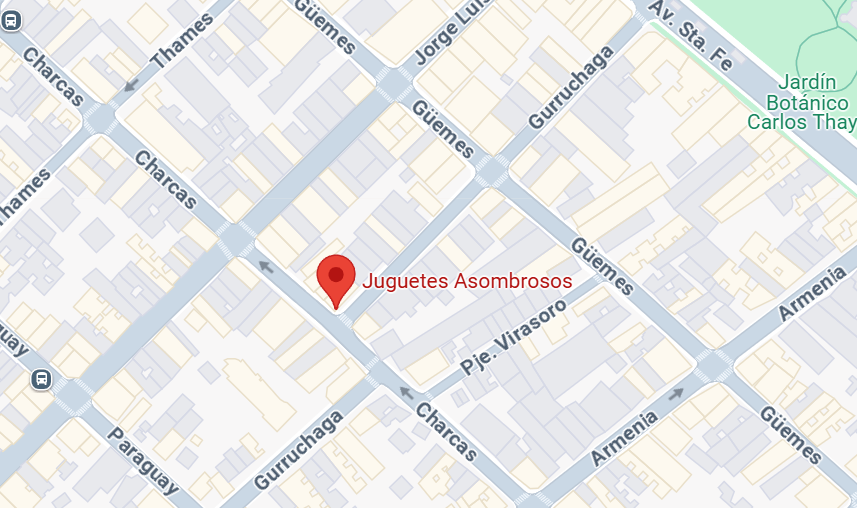 Thames
Güemes
Jorge Luis
Av. Sta. Fe
Charcas
Gurruchaga
Jardín
Botánico
Carlos Thay
Güemes
Charcas
Thames
Güemes
Juguetes Asombrosos
Armenia
Pje. Virasoro
guay
Charcas
Armenia
Güemes
Gurruchaga
Paraguay